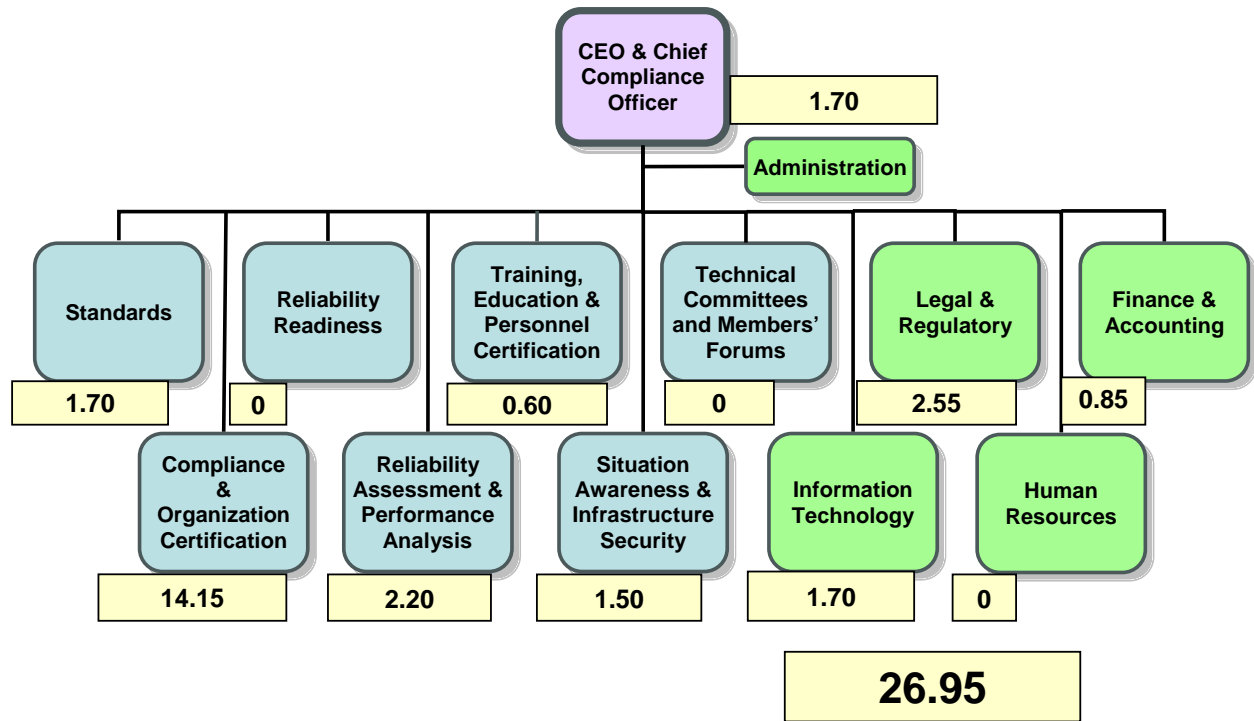 CEO & Chief
Compliance
Officer
1.70
Administration
Standards
1.70
Reliability
Readiness
0
Training,
Education &
Personnel
Certification
0.60
Technical
Committees
and Members’
Forums
0
Legal &
Regulatory
2.55
Finance &
Accounting
0.85
Compliance
&
Organization
Certification
14.15
Reliability
Assessment &
Performance
Analysis
2.20
Situation
Awareness &
Infrastructure
Security
1.50
Information
Technology
1.70
Human
Resources
0
26.95